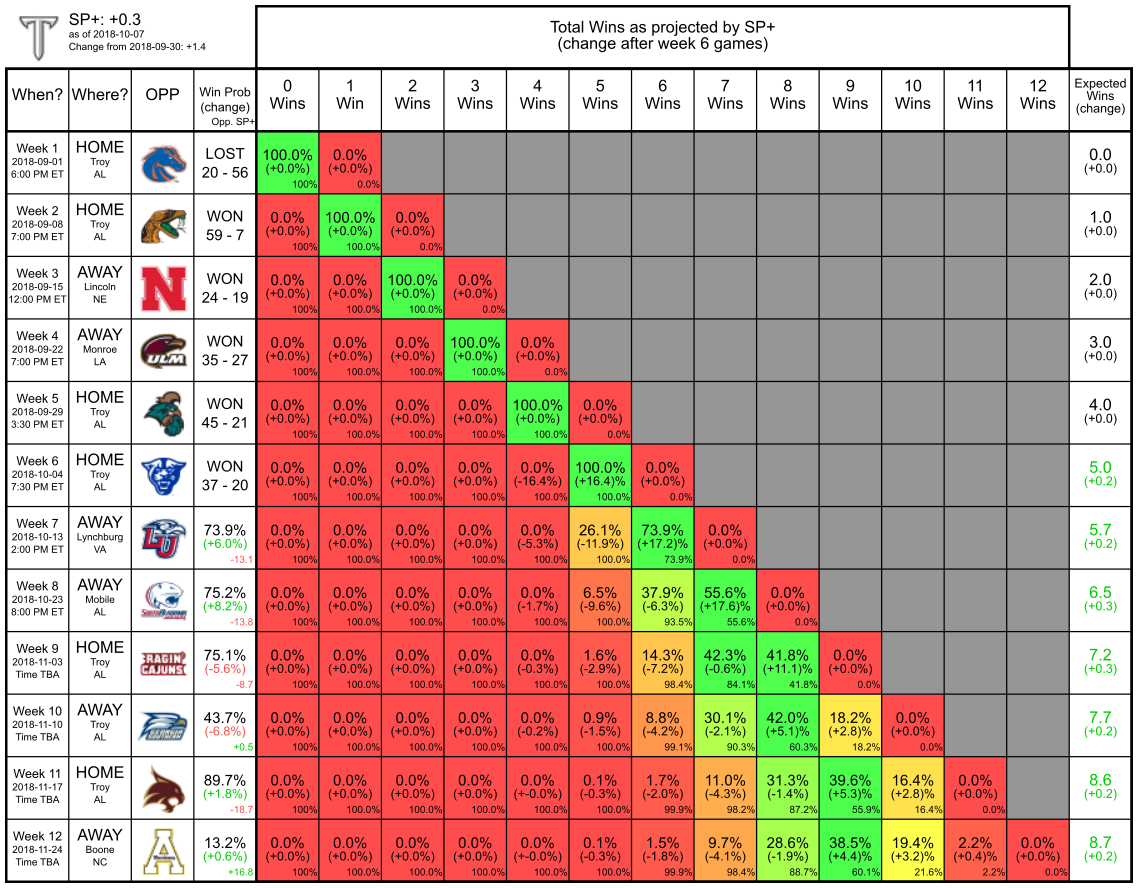 SP+: +0.3
as of 2018-10-07
Change from 2018-09-30: +1.4
Total Wins as projected by SP+
(change after week 6 games)
When? Where? OPP Win Prob (change) Opp. SP+ 0 Wins 1 Win 2 Wins 3 Wins 4 Wins 5 Wins 6 Wins 7 Wins 8 Wins 9 Wins 10 Wins 11 Wins 12 Wins Expected Wins (change)
Week 1 HOME LOST 100.0% 0.0% 0.0
2018-09-01 Troy (+0.0%) (+0.0%) (+0.0)
6:00 PM ET AL 20 - 56 100% 0.0%
Week 2 HOME WON 0.0% 100.0% 0.0% 1.0
2018-09-08 Troy (+0.0%) (+0.0%) (+0.0%) (+0.0)
7:00 PM ET AL 59 - 7 100% 100.0% 0.0%
Week 3 AWAY N WON 0.0% 0.0% 100.0% 0.0% 2.0
2018-09-15 Lincoln (+0.0%) (+0.0%) (+0.0%) (+0.0%) (+0.0)
12:00 PM ET NE 24 - 19 100% 100.0% 100.0% 0.0%
Week 4 AWAY ULM WON 0.0% 0.0% 0.0% 100.0% 0.0% 3.0
2018-09-22 Monroe (+0.0%) (+0.0%) (+0.0%) (+0.0%) (+0.0%) (+0.0)
7:00 PM ET LA 35 - 27 100% 100.0% 100.0% 100.0% 0.0%
Week 5 HOME WON 0.0% 0.0% 0.0% 0.0% 100.0% 0.0% 4.0
2018-09-29 Troy (+0.0%) (+0.0%) (+0.0%) (+0.0%) (+0.0%) (+0.0%) (+0.0)
3:30 PM ET AL 45 - 21 100% 100.0% 100.0% 100.0% 100.0% 0.0%
Week 6 HOME WON 0.0% 0.0% 0.0% 0.0% 0.0% 100.0% 0.0% 5.0
2018-10-04 Troy (+0.0%) (+0.0%) (+0.0%) (+0.0%) (-16.4%) (+16.4)% (+0.0%) (+0.2)
7:30 PM ET AL 37 - 20 100% 100.0% 100.0% 100.0% 100.0% 100.0% 0.0%
Week 7 AWAY LU 73.9% 0.0% 0.0% 0.0% 0.0% 0.0% 26.1% 73.9% 0.0% 5.7
2018-10-13 Lynchburg (+6.0%) (+0.0%) (+0.0%) (+0.0%) (+0.0%) (-5.3%) (-11.9%) (+17.2)% (+0.0%) (+0.2)
2:00 PM ET VA -13.1 100% 100.0% 100.0% 100.0% 100.0% 100.0% 73.9% 0.0%
Week 8 AWAY 75.2% 0.0% 0.0% 0.0% 0.0% 0.0% 6.5% 37.9% 55.6% 0.0% 6.5
2018-10-23 Mobile (+8.2%) (+0.0%) (+0.0%) (+0.0%) (+0.0%) (-1.7%) (-9.6%) (-6.3%) (+17.6)% (+0.0%) (+0.3)
8:00 PM ET AL -13.8 100% 100.0% 100.0% 100.0% 100.0% 100.0% 93.5% 55.6% 0.0%
Week 9 HOME RAGIN' CAJUNS 75.1% 0.0% 0.0% 0.0% 0.0% 0.0% 1.6% 14.3% 42.3% 41.8% 0.0% 7.2
2018-11-03 Troy (-5.6%) (+0.0%) (+0.0%) (+0.0%) (+0.0%) (-0.3%) (-2.9%) (-7.2%) (-0.6%) (+11.1)% (+0.0%) (+0.3)
Time TBA AL -8.7 100% 100.0% 100.0% 100.0% 100.0% 100.0% 98.4% 84.1% 41.8% 0.0%
Week 10 AWAY GEORGIA SOUTHERN 43.7% 0.0% 0.0% 0.0% 0.0% 0.0% 0.9% 8.8% 30.1% 42.0% 18.2% 0.0% 7.7
2018-11-10 Troy (-6.8%) (+0.0%) (+0.0%) (+0.0%) (+0.0%) (-0.2%) (-1.5%) (-4.2%) (-2.1%) (+5.1)% (+2.8)% (+0.0%) (+0.2)
Time TBA AL +0.5 100% 100.0% 100.0% 100.0% 100.0% 100.0% 99.1% 90.3% 60.3% 18.2% 0.0%
Week 11 HOME 89.7% 0.0% 0.0% 0.0% 0.0% 0.0% 0.1% 1.7% 11.0% 31.3% 39.6% 16.4% 0.0% 8.6
2018-11-17 Troy (+1.8%) (+0.0%) (+0.0%) (+0.0%) (+0.0%) (+-0.0%) (-0.3%) (-2.0%) (-4.3%) (-1.4%) (+5.3)% (+2.8)% (+0.0%) (+0.2)
Time TBA AL -18.7 100% 100.0% 100.0% 100.0% 100.0% 100.0% 99.9% 98.2% 87.2% 55.9% 16.4% 0.0%
Week 12 AWAY A 13.2% 0.0% 0.0% 0.0% 0.0% 0.0% 0.1% 1.5% 9.7% 28.6% 38.5% 19.4% 2.2% 0.0% 8.7
2018-11-24 Boone (+0.6%) (+0.0%) (+0.0%) (+0.0%) (+0.0%) (+-0.0%) (-0.3%) (-1.8%) (-4.1%) (-1.9%) (+4.4)% (+3.2)% (+0.4)% (+0.0%) (+0.2)
Time TBA NC +16.8 100% 100.0% 100.0% 100.0% 100.0% 100.0% 99.9% 98.4% 88.7% 60.1% 21.6% 2.2% 0.0%